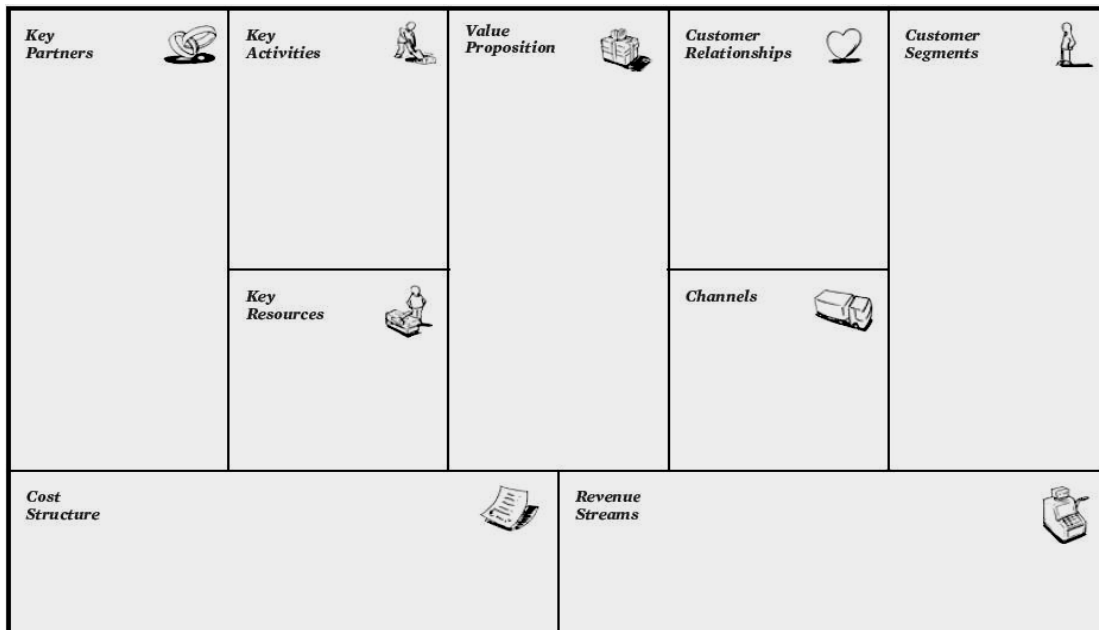 Key
Partners
Key
Activities
Value
Proposition
Customer
Relationships
Customer
Segments
Key
Resources
Channels
Cost
Structure
Revenue
Streams